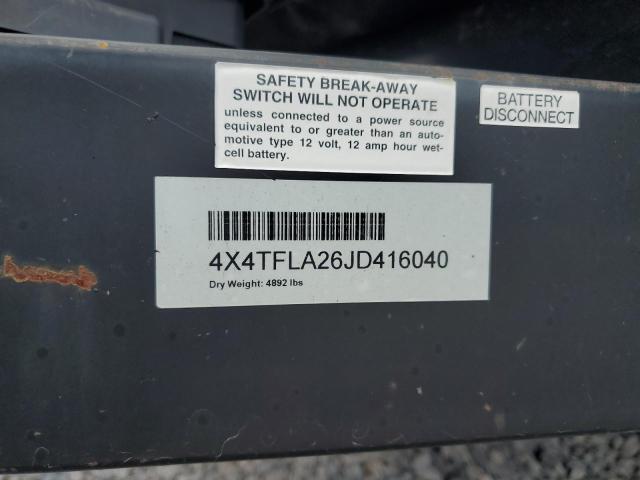 SAFETY BREAK-AWAY
SWITCH WILL NOT OPERATE
unless connected to a power source
equivalent to or greater than an auto-
motive type 12 volt, 12 amp hour wet-
cell battery.
BATTERY
DISCONNECT
4X4TFLA26JD416040
Dry Weight: 4892 lbs